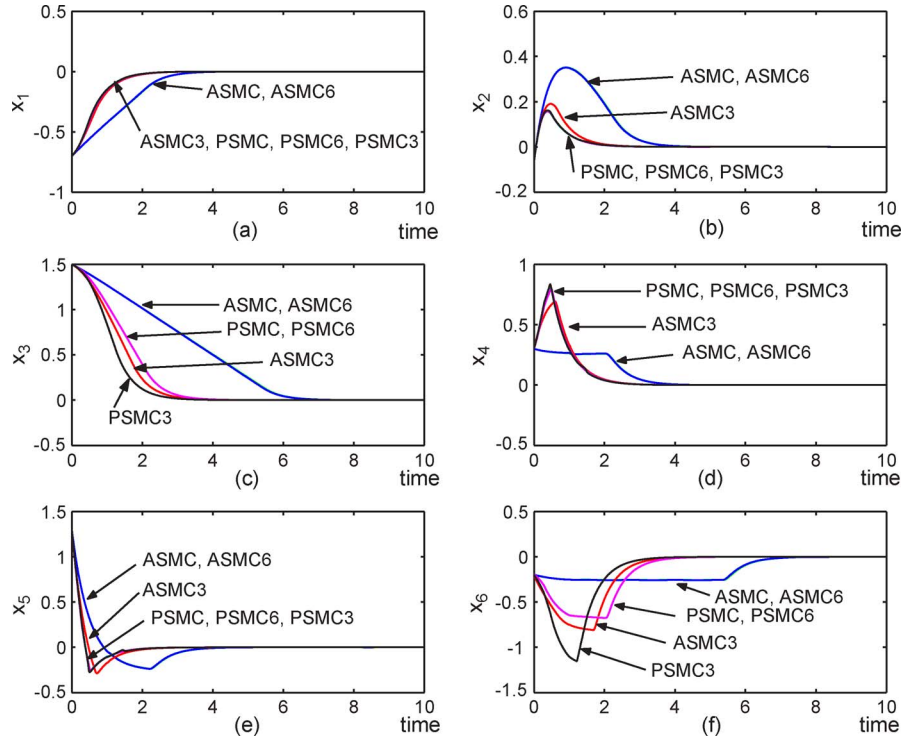 0.5
0
-0.5
-1
x1
ASMC, ASMC6
ASMC3, PSMC, PSMC6, PSMC3
0 2 4 6 8 10
(a)
time
0.6
0.4
0.2
0
0.2
x2
ASMC, ASMC6
ASMC3
PSMC, PSMC6, PSMC3
0 2 4 6 8 10
(b)
time
1.5
1
0.5
0
-0.5
x3
ASMC, ASMC6
PSMC, PSMC6
ASMC3
PSMC3
0 2 4 6 8 10
(c)
time
1.0
0.5
0
-0.5
x4
PSMC, PSMC6, PSMC3
ASMC3
ASMC, ASMC6
0 2 4 6 8 10
(d)
time
1.5
1
0.5
0
-0.5
x5
ASMC, ASMC6
ASMC3
PSMC, PSMC6, PSMC3
0 2 4 6 8 10
(e)
time
0.5
0
-0.5
-1
-1.5
x6
ASMC, ASMC6
PSMC, PSMC6
ASMC3
PSMC3
0 2 4 6 8 10
(f)
time